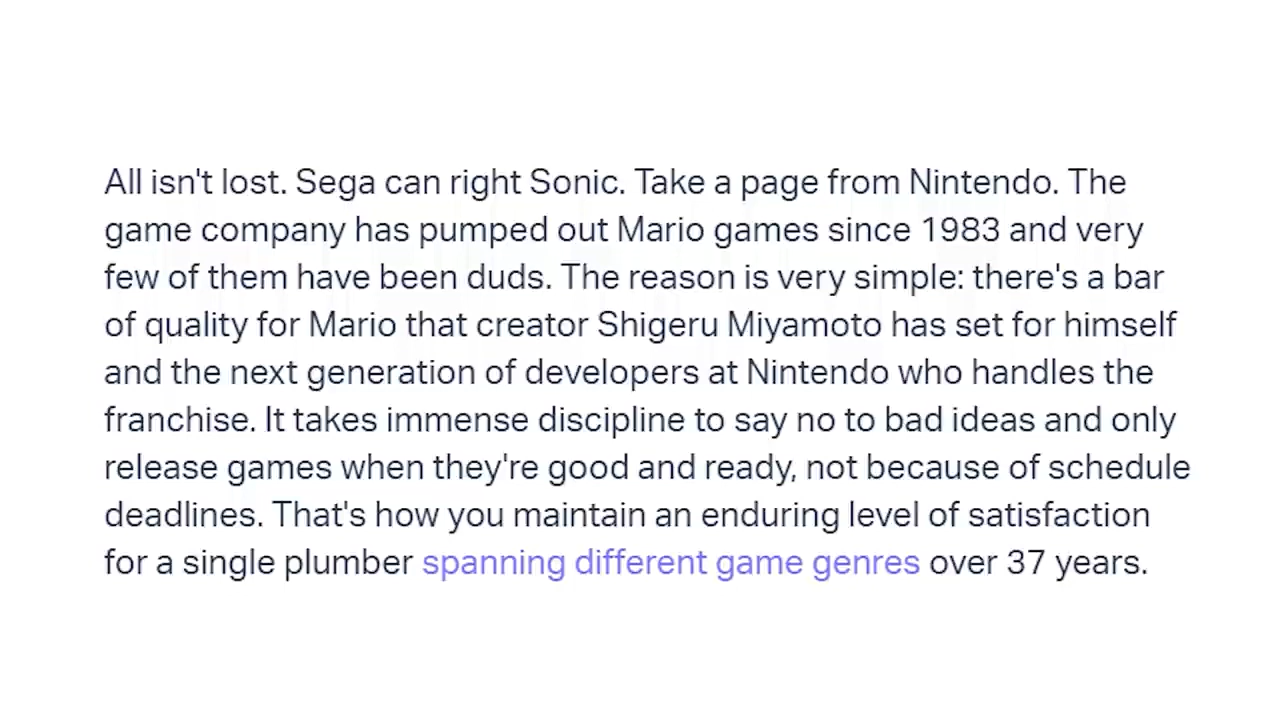 All isn't lost. Sega can right Sonic. Take a page from Nintendo. The
game company has pumped out Mario games since 1983 and very
few of them have been duds. The reason is very simple: there's a bar
of quality for Mario that creator Shigeru Miyamoto has set for himself
and the next generation of developers at Nintendo who handles the
franchise. It takes immense discipline to say no to bad ideas and only
release games when they're good and ready, not because of schedule
deadlines. That's how you maintain an enduring level of satisfaction
for a single plumber spanning different game genres over 37 years.